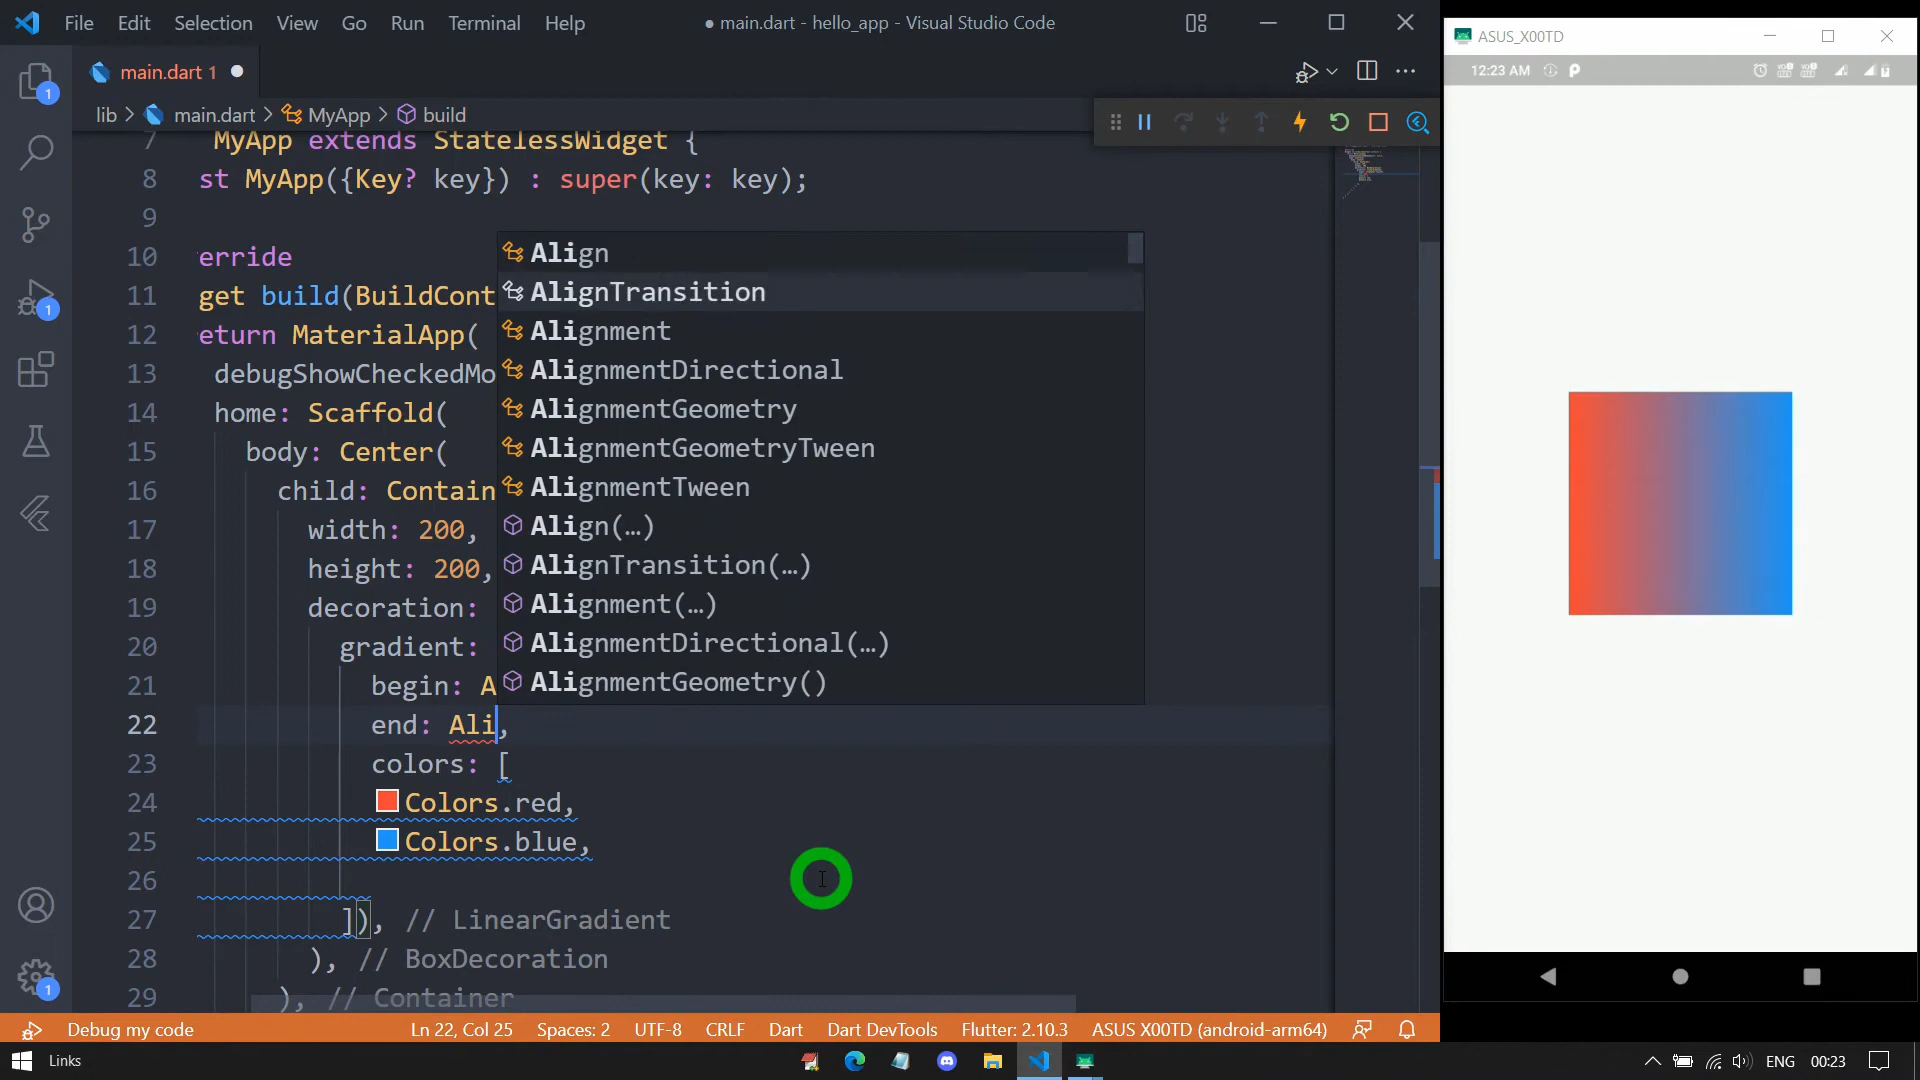 File Edit Selection View Go Run Terminal Help
● main.dart - hello_app - Visual Studio Code
main.dart 1
lib > main.dart > MyApp > build
7 MyApp extends StatelessWidget {
8 st MyApp({Key? key}) : super(key: key);
9
10 erride
11 get build(BuildCont
12 eturn MaterialApp(
13 debugShowCheckedMo
14 home: Scaffold(
15 body: Center(
16 child: Contain
17 width: 200,
18 height: 200,
19 decoration:
20 gradient:
21 begin: A
22 end: Ali,
23 colors: [
24 Colors.red,
25 Colors.blue,
26
27 ]), // LinearGradient
28 ), // BoxDecoration
29 ), // Container
Align
AlignTransition
Alignment
AlignmentDirectional
AlignmentGeometry
AlignmentGeometryTween
AlignmentTween
Align(…)
AlignTransition(…)
Alignment(…)
AlignmentDirectional(…)
AlignmentGeometry()
1
1
1
Debug my code
Ln 22, Col 25 Spaces: 2 UTF-8 CRLF Dart Dart DevTools Flutter: 2.10.3 ASUS X00TD (android-arm64)
ASUS_X00TD
12:23 AM
Links
ENG 00:23